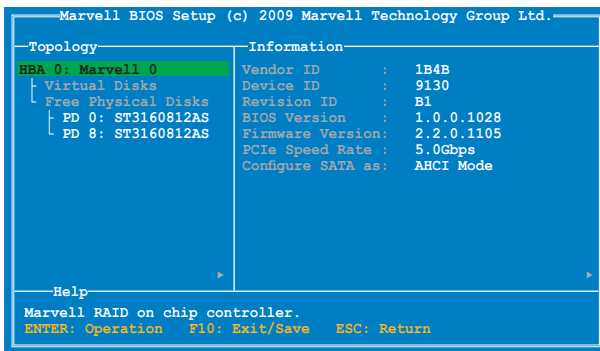 Marvell BIOS Setup (c) 2009 Marvell Technology Group Ltd.
Topology
HBA 0: Marvell 0
Virtual Disks
Free Physical Disks
PD 0: ST3160812AS
PD 8: ST3160812AS
Information
Vendor ID : 1B4B
Device ID : 9130
Revision ID : B1
BIOS Version : 1.0.0.1028
Firmware Version: 2.2.0.1105
PCIe Speed Rate : 5.0Gbps
Configure SATA as: AHCI Mode
Help
Marvell RAID on chip controller.
ENTER: Operation F10: Exit/Save ESC: Return